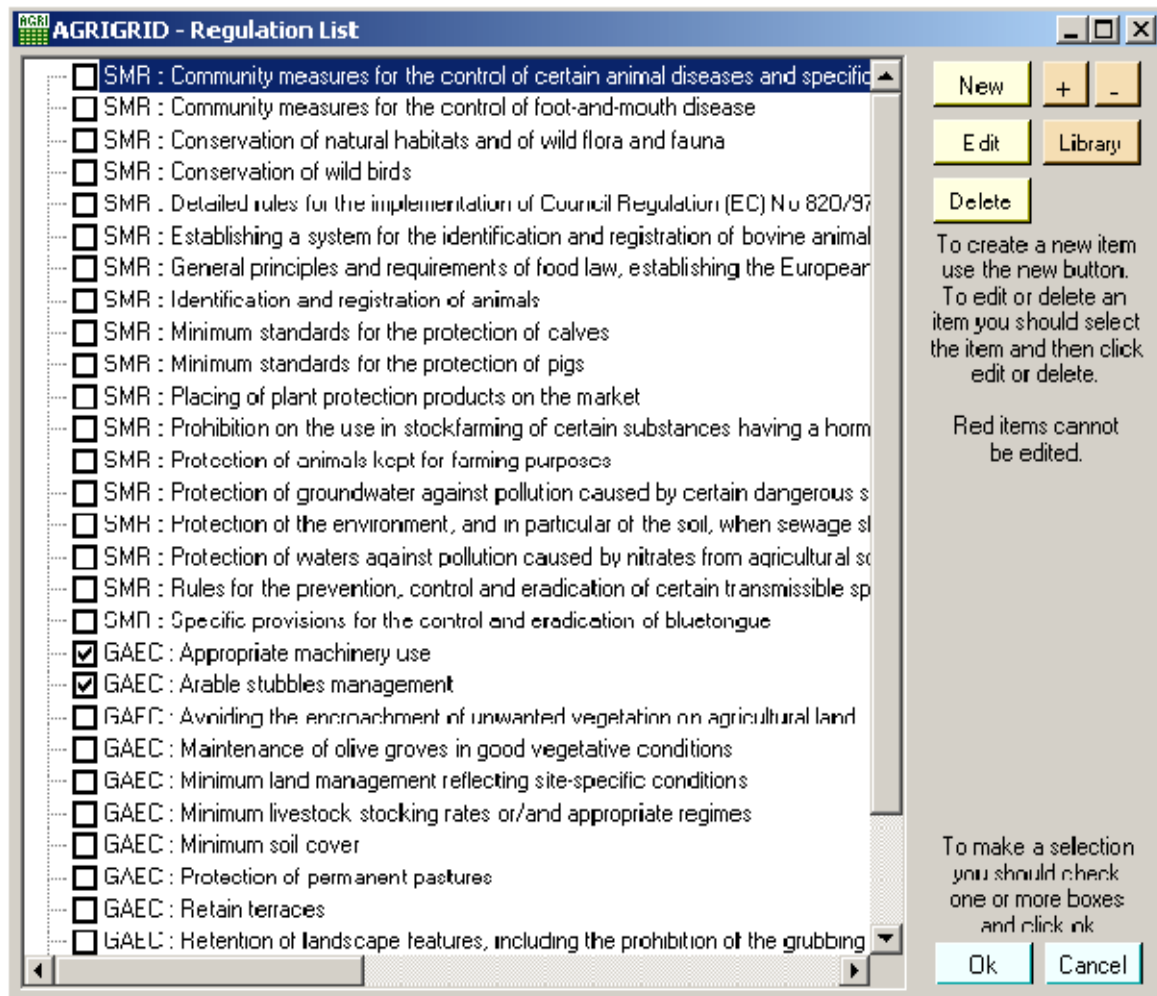 AGRI
AGRIGRID - Regulation List
SMR : Community measures for the control of certain animal diseases and specific
SMR : Community measures for the control of foot-and-mouth disease
SMR : Conservation of natural habitats and of wild flora and fauna
SMR : Conservation of wild birds
SMR : Detailed rules for the implementation of Council Regulation (EC) No 820/97
SMR : Establishing a system for the identification and registration of bovine animal
SMR : General principles and requirements of food law, establishing the European
SMR : Identification and registration of animals
SMR : Minimum standards for the protection of calves
SMR : Minimum standards for the protection of pigs
SMR : Placing of plant protection products on the market
SMR : Prohibition on the use in stockfarming of certain substances having a horm
SMR : Protection of animals kept for farming purposes
SMR : Protection of groundwater against pollution caused by certain dangerous s
SMR : Protection of the environment, and in particular of the soil, when sewage sl
SMR : Protection of waters against pollution caused by nitrates from agricultural so
SMR : Rules for the prevention, control and eradication of certain transmissible sp
SMR : Specific provisions for the control and eradication of bluetongue
GAEC : Appropriate machinery use
GAEC : Arable stubbles management
GAEC : Avoiding the encroachment of unwanted vegetation on agricultural land
GAEC : Maintenance of olive groves in good vegetative conditions
GAEC : Minimum land management reflecting site-specific conditions
GAEC : Minimum livestock stocking rates or/and appropriate regimes
GAEC : Minimum soil cover
GAEC : Protection of permanent pastures
GAEC : Retain terraces
GAEC : Retention of landscape features, including the prohibition of the grubbing
New + -
Edit Library
Delete
To create a new item
use the new button.
To edit or delete an
item you should select
the item and then click
edit or delete.
Red items cannot
be edited.
To make a selection
you should check
one or more boxes
and click ok
Ok Cancel